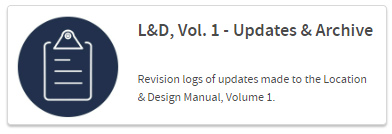 L&D, Vol. 1 - Updates & Archive
Revision logs of updates made to the Location
& Design Manual, Volume 1.